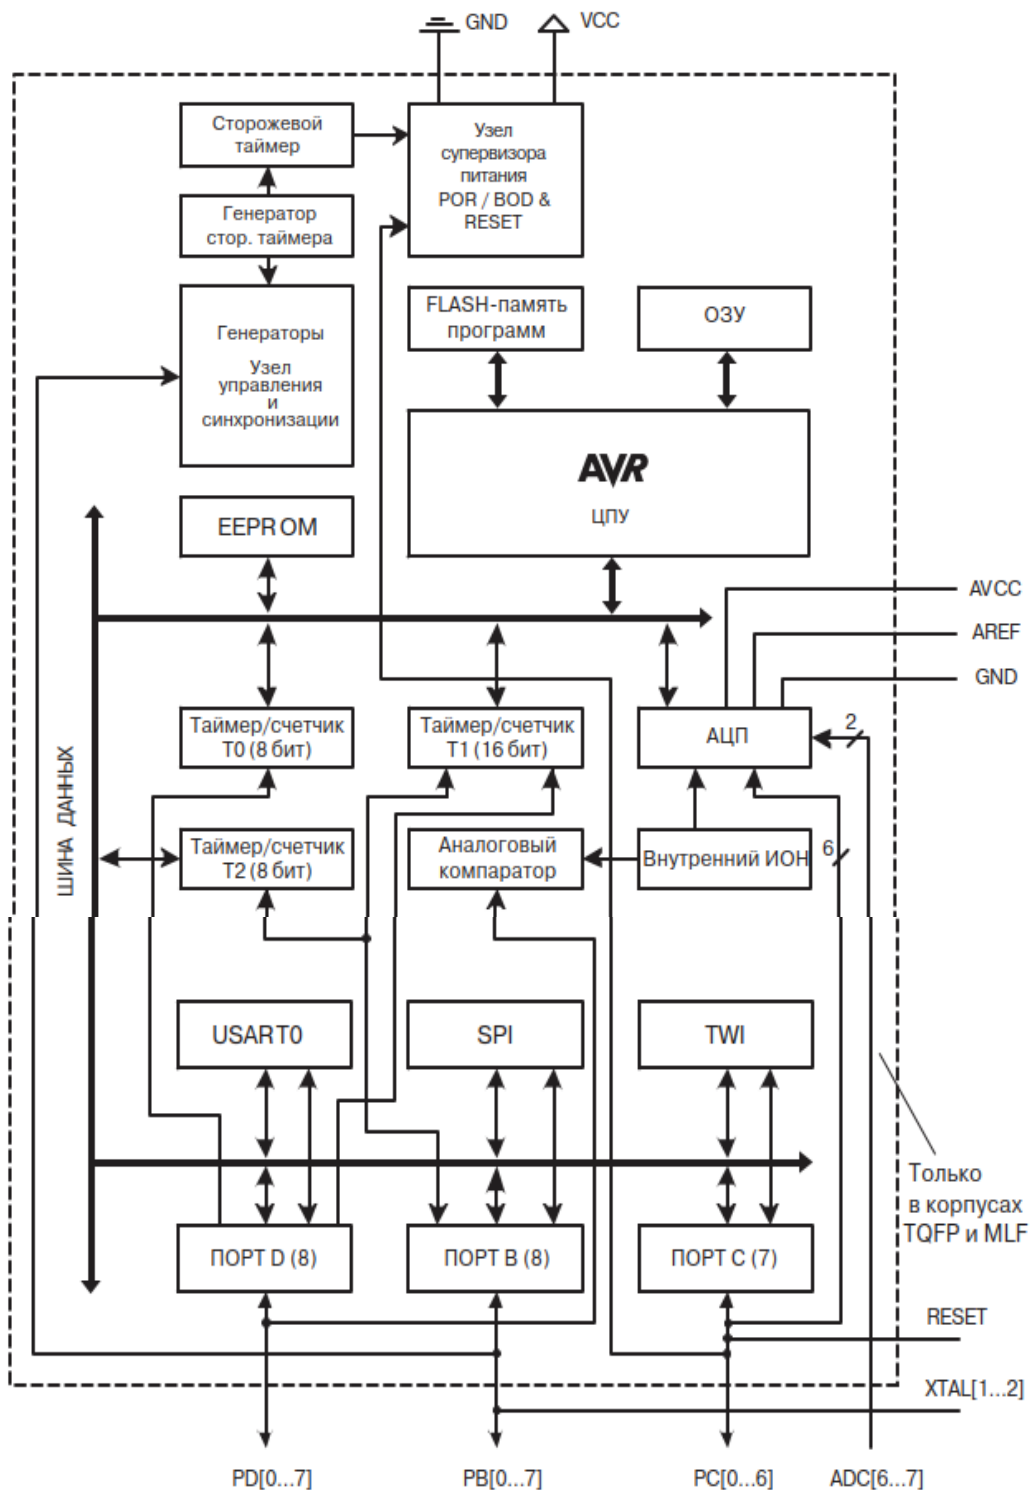 GND
VCC
Сторожевой
таймер
Узел
супервизора
питания
POR / BOD &
RESET
Генератор
стор. таймера
Генераторы
Узел
управления
и
синхронизации
FLASH-память
программ
ОЗУ
AVR
ЦПУ
EEPROM
AVCC
AREF
GND
ШИНА ДАННЫХ
Таймер/счетчик
T0 (8 бит)
Таймер/счетчик
T1 (16 бит)
АЦП
2
Таймер/счетчик
T2 (8 бит)
Аналоговый
компаратор
Внутренний ИОН
6
USART0
SPI
TWI
Только
в корпусах
TQFP и MLF
ПОРТ D (8)
ПОРТ B (8)
ПОРТ C (7)
RESET
XTAL[1...2]
PD[0...7]
PB[0...7]
PC[0...6]
ADC[6...7]